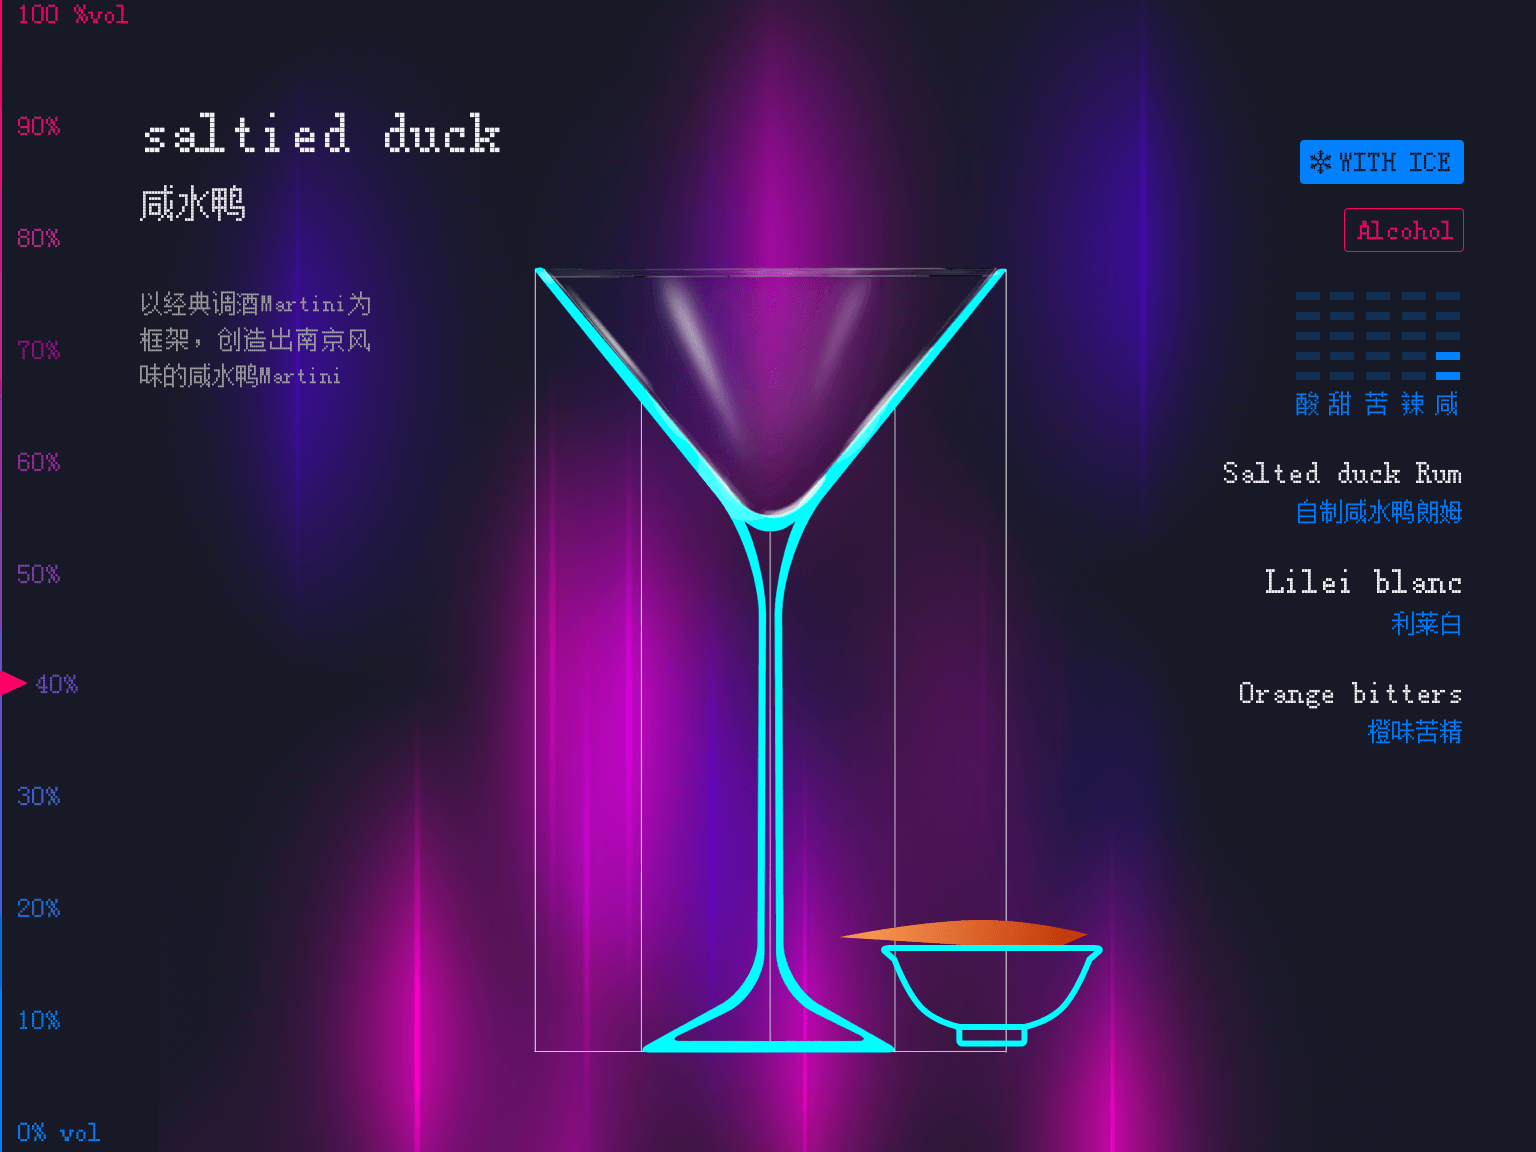 100 %vol
90%
80%
70%
60%
50%
40%
30%
20%
10%
0% vol
saltied duck
咸水鸭
以经典调酒Martini为
框架，创造出南京风
味的咸水鸭Martini
WITH ICE
Alcohol
酸 甜 苦 辣 咸
Salted duck Rum
自制咸水鸭朗姆
Lilei blanc
利莱白
Orange bitters
橙味苦精